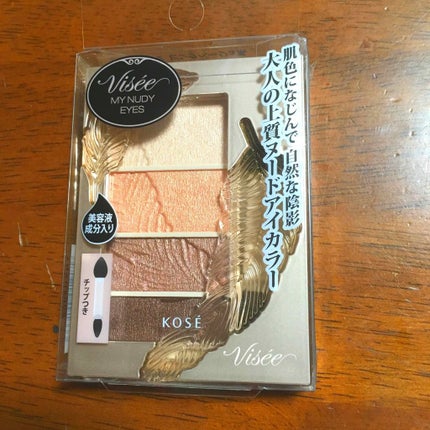 Visée
MY NUDY
EYES
肌色になじんで 自然な陰影
大人の上質ヌードアイカラー
美容液
成分入り
チップつき
KOSÉ
Visée